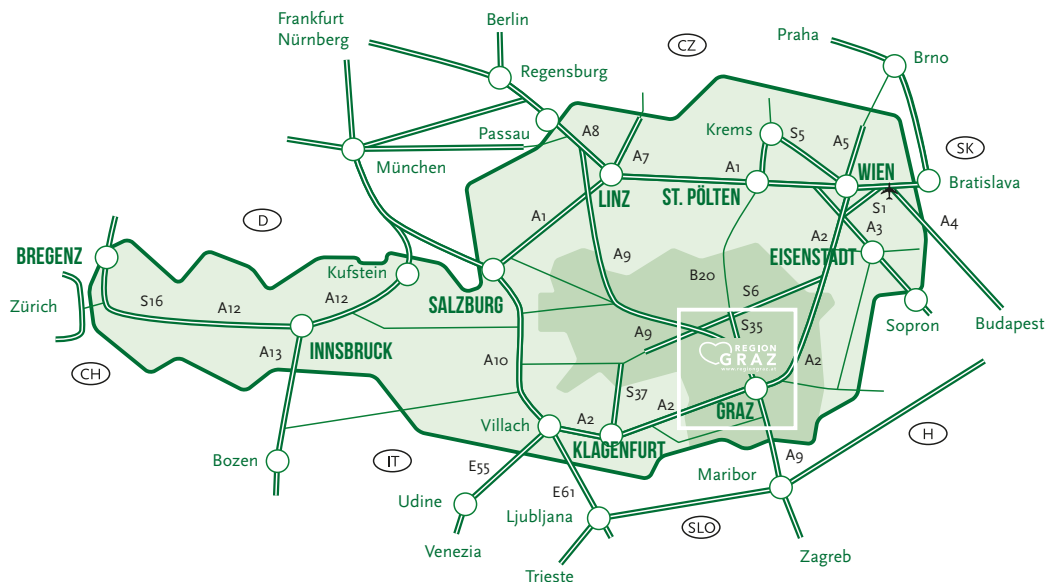 Frankfurt
Nürnberg
Berlin
CZ
Praha
Brno
Regensburg
Passau
A8
A7
Krems
S5
A5
SK
München
LINZ
A1
ST. PÖLTEN
WIEN
Bratislava
S1
A3
A4
D
A1
A2
EISENSTADT
BREGENZ
Kufstein
SALZBURG
A9
B20
S6
Zürich
S16
A12
A12
S35
Sopron
Budapest
A13
INNSBRUCK
A10
A9
REGION
GRAZ
www.regiongraz.at
A2
CH
S37
A2
GRAZ
Villach
A2
KLAGENFURT
H
Bozen
IT
E55
A9
Maribor
Udine
E61
Ljubljana
SLO
Venezia
Zagreb
Trieste